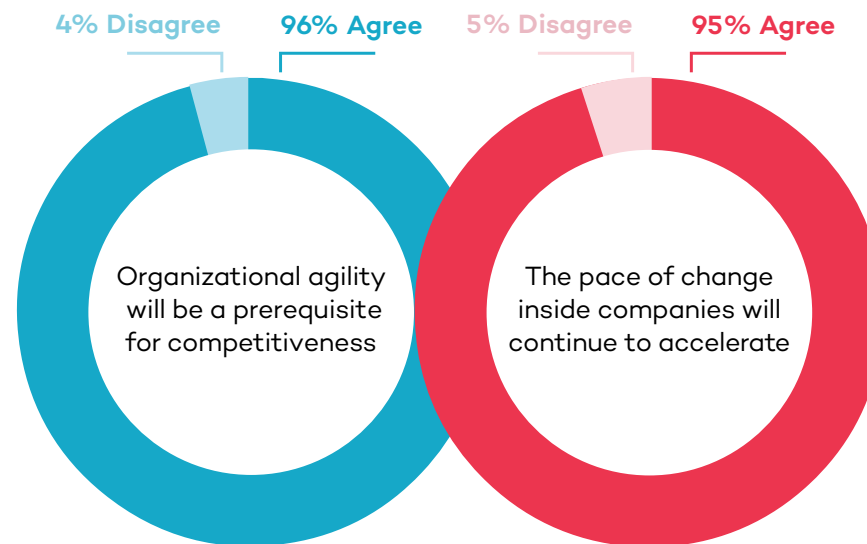 4% Disagree
96% Agree
5% Disagree
95% Agree
Organizational agility
will be a prerequisite
for competitiveness
The pace of change
inside companies will
continue to accelerate